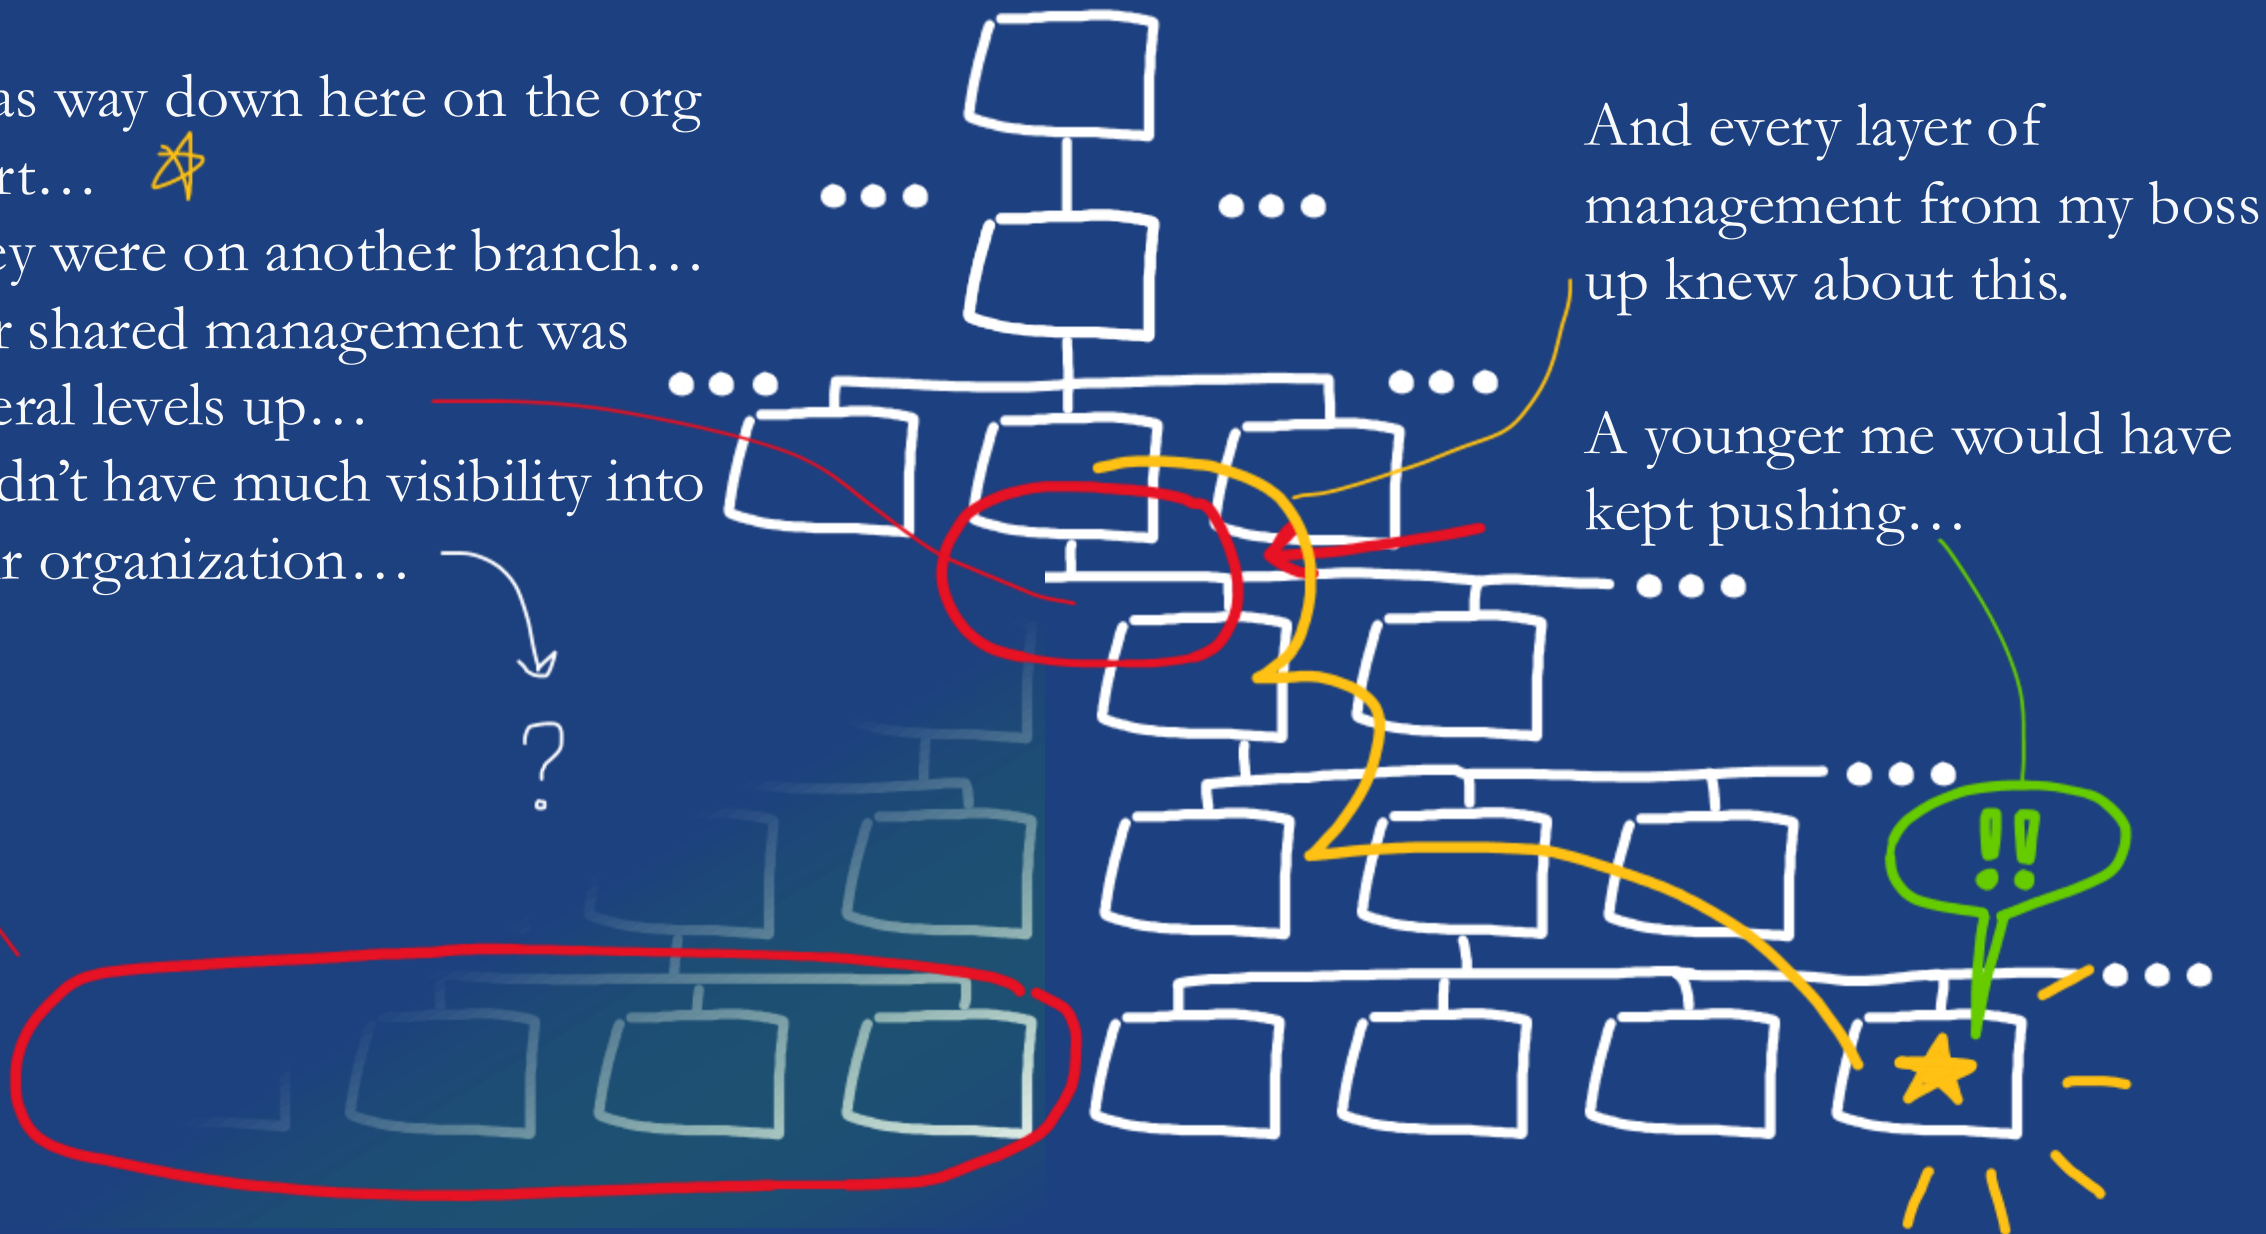 as way down here on the org
rt…
ey were on another branch…
r shared management was
eral levels up…
dn’t have much visibility into
r organization…
?
And every layer of
management from my boss
up knew about this.
A younger me would have
kept pushing…
!!